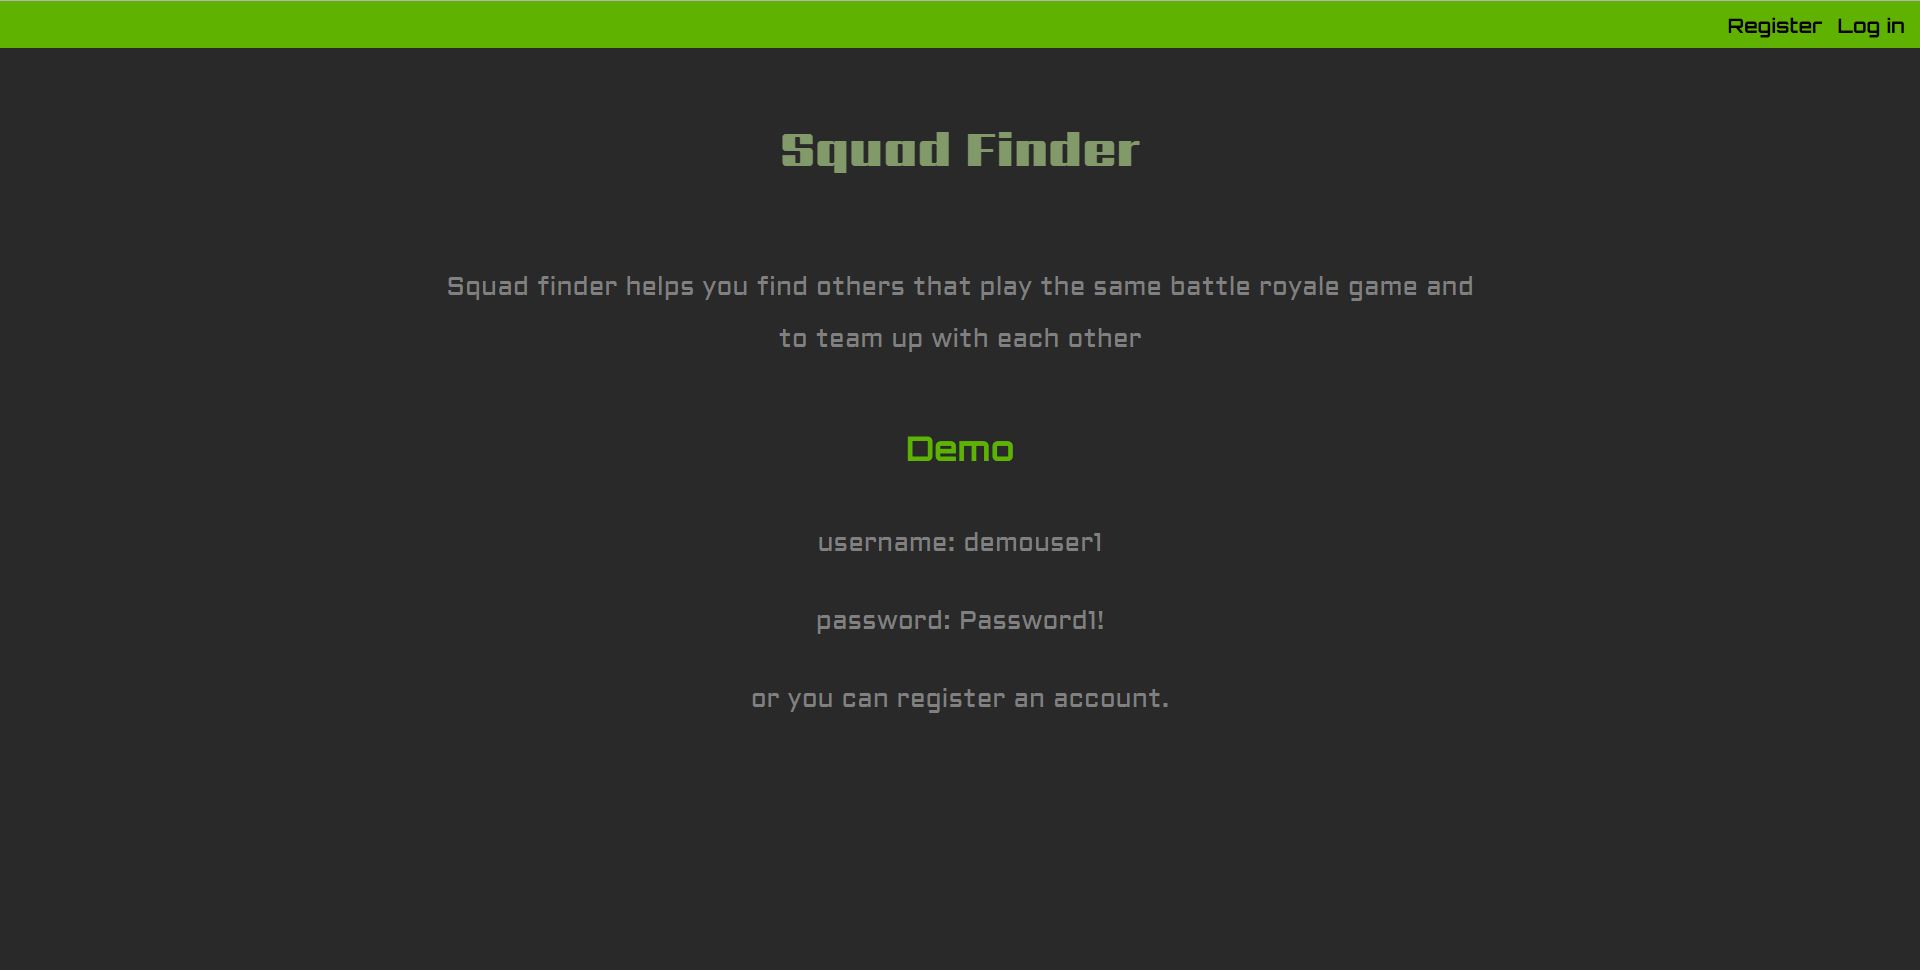 Register Log in
Squad Finder
Squad finder helps you find others that play the same battle royale game and
to team up with each other
Demo
username: demouser1
password: Password1!
or you can register an account.